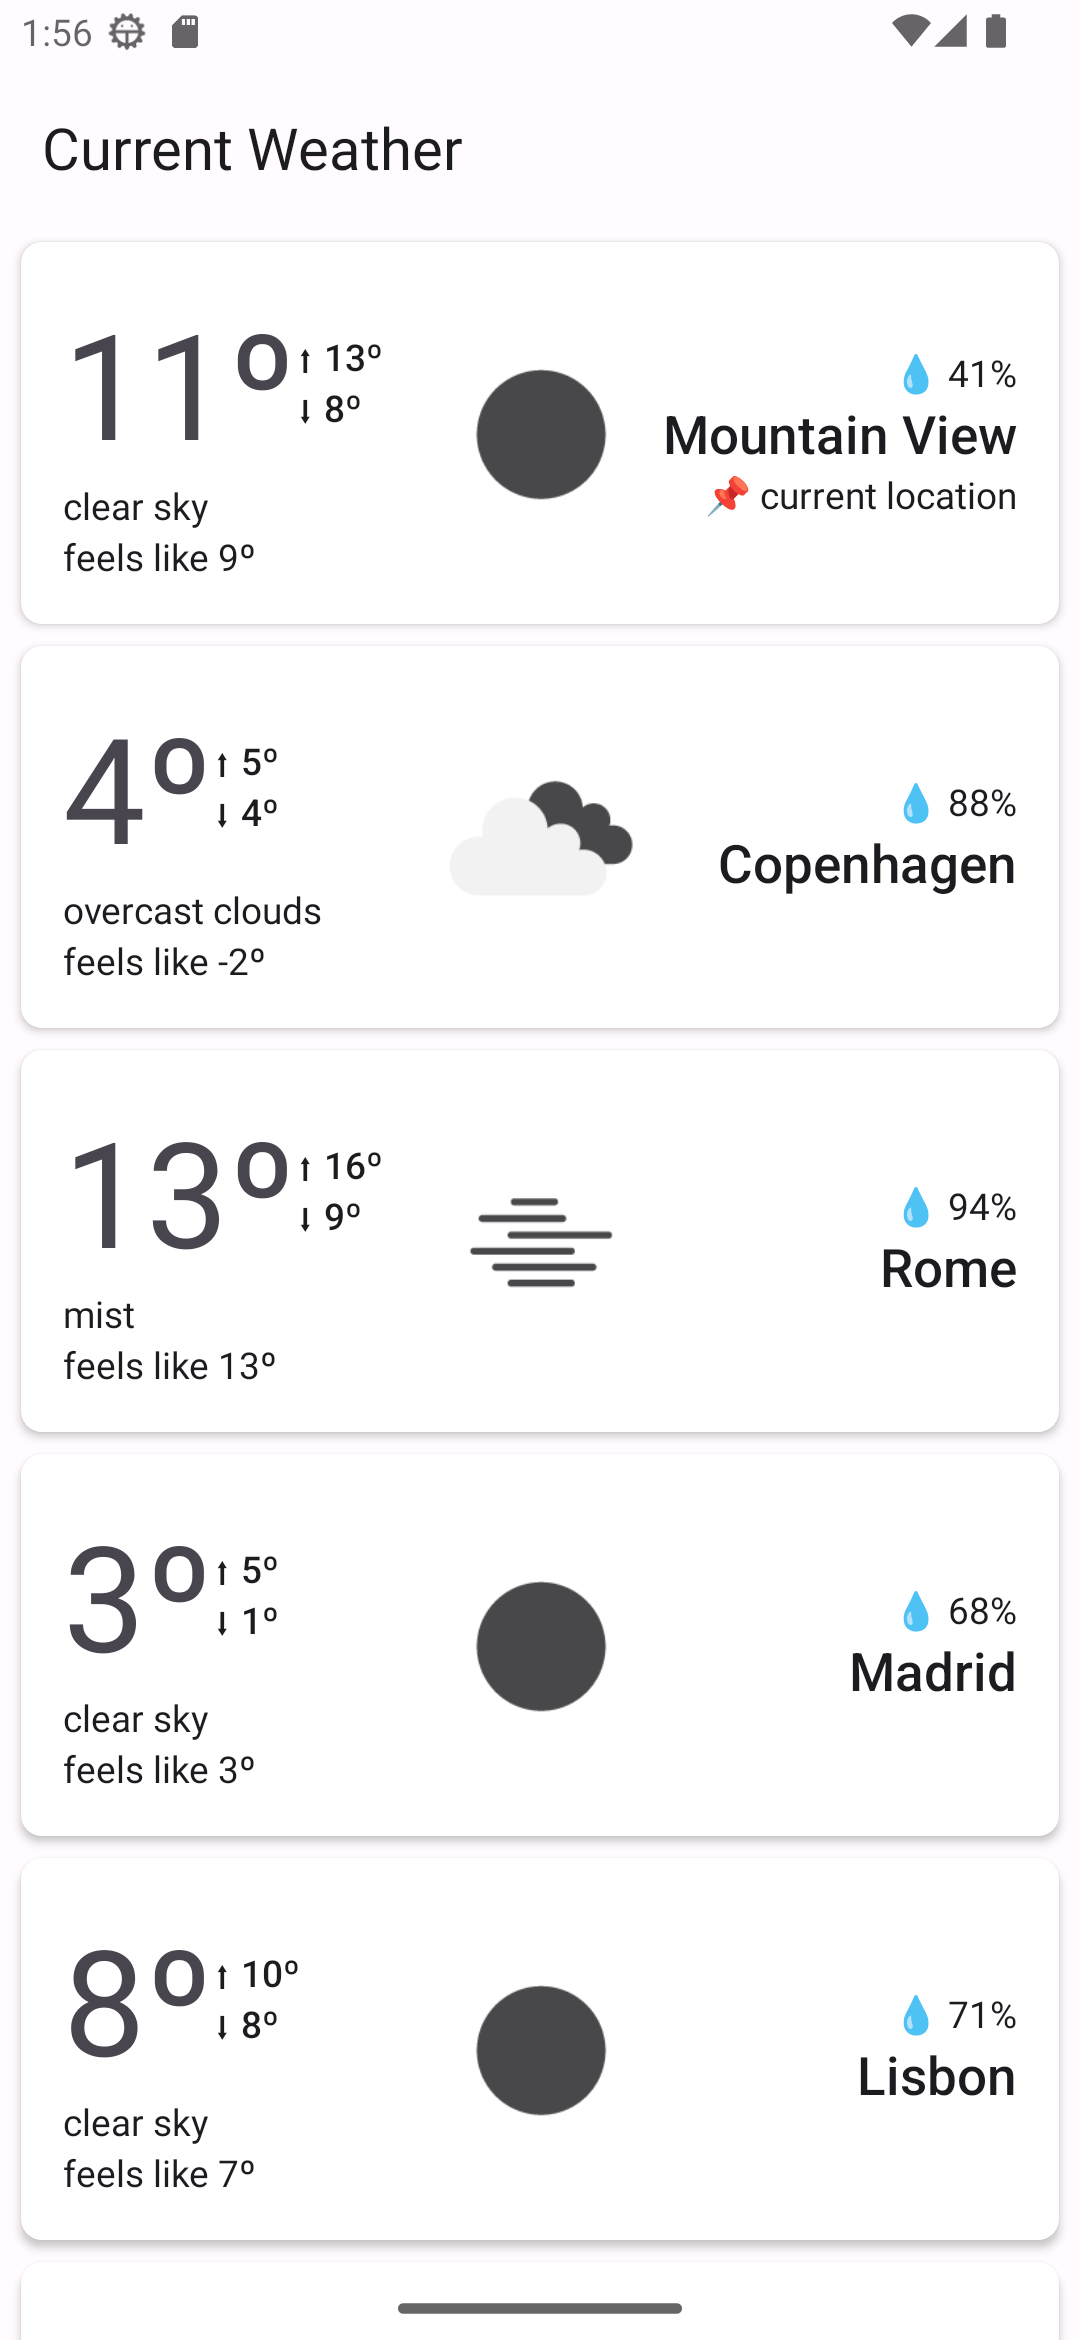 1:56
Current Weather
11º
↑ 13º
↓ 8º
clear sky
feels like 9º
💧 41%
Mountain View
📌 current location
4º
↑ 5º
↓ 4º
overcast clouds
feels like -2º
💧 88%
Copenhagen
13º
↑ 16º
↓ 9º
mist
feels like 13º
💧 94%
Rome
3º
↑ 5º
↓ 1º
clear sky
feels like 3º
💧 68%
Madrid
8º
↑ 10º
↓ 8º
clear sky
feels like 7º
💧 71%
Lisbon